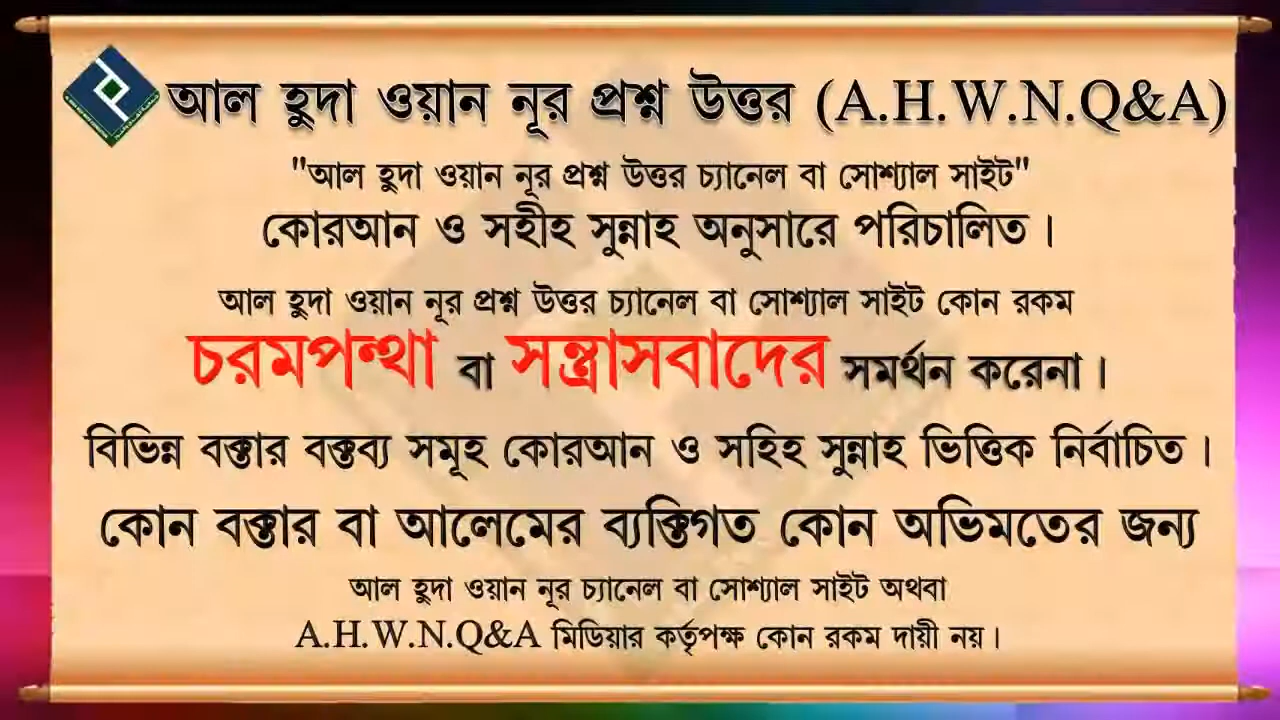 আল হুদা ওয়ান নূর প্রশ্ন উত্তর (A.H.W.N.Q&A)
"আল হুদা ওয়ান নূর প্রশ্ন উত্তর চ্যানেল বা সোশ্যাল সাইট"
কোরআন ও সহীহ সুন্নাহ অনুসারে পরিচালিত।
আল হুদা ওয়ান নূর প্রশ্ন উত্তর চ্যানেল বা সোশ্যাল সাইট কোন রকম
চরমপন্থা বা সন্ত্রাসবাদের সমর্থন করেনা।
বিভিন্ন বক্তার বক্তব্য সমূহ কোরআন ও সহিহ সুন্নাহ ভিত্তিক নির্বাচিত।
কোন বক্তার বা আলেমের ব্যক্তিগত কোন অভিমতের জন্য
আল হুদা ওয়ান নূর চ্যানেল বা সোশ্যাল সাইট অথবা
A.H.W.N.Q&A মিডিয়ার কর্তৃপক্ষ কোন রকম দায়ী নয়।